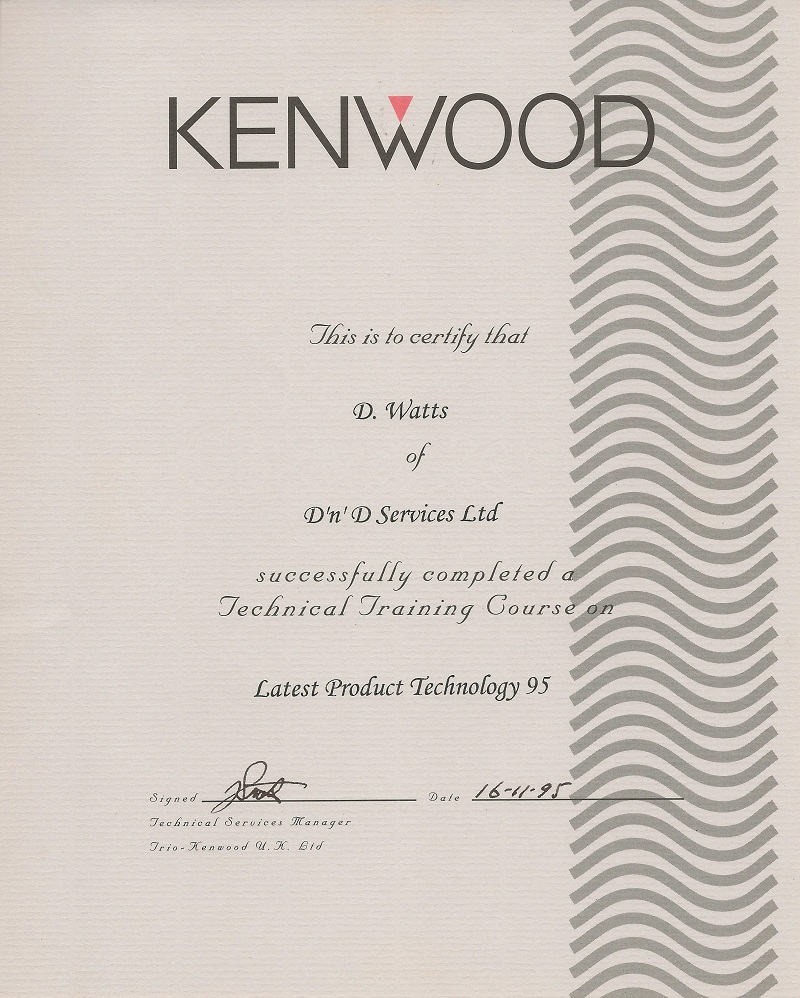 KENWOOD
This is to certify that
D. Watts
of
D'n' D Services Ltd
successfully completed a
Technical Training Course on
Latest Product Technology 95
Signed Date 16-11-95
Technical Services Manager
Trio-Kenwood U.K. Ltd